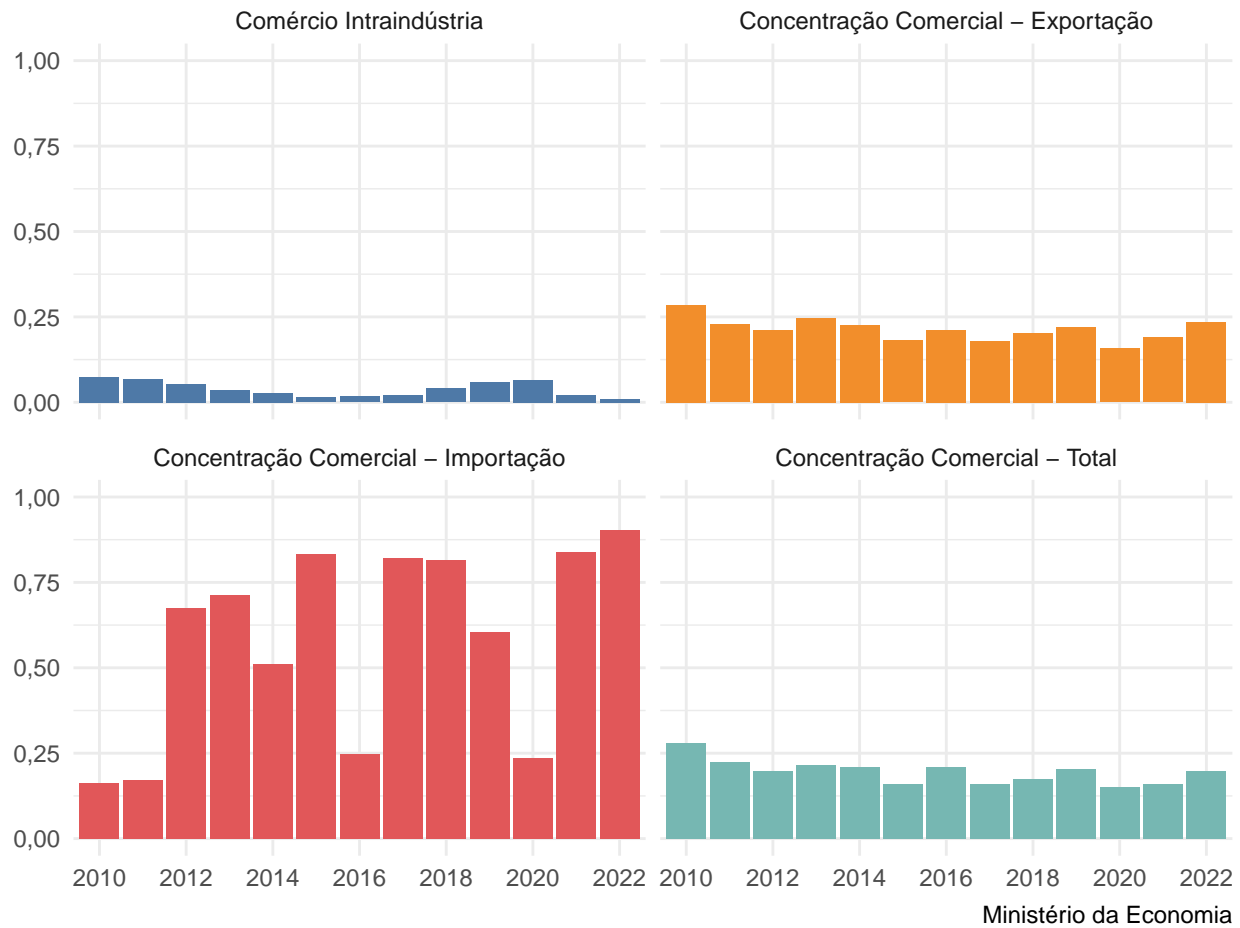 Comércio Intraindústria
Concentração Comercial – Exportação
1,00
0,75
0,50
0,25
0,00
Concentração Comercial – Importação
Concentração Comercial – Total
1,00
0,75
0,50
0,25
0,00
2010 2012 2014 2016 2018 2020 2022
2010 2012 2014 2016 2018 2020 2022
Ministério da Economia